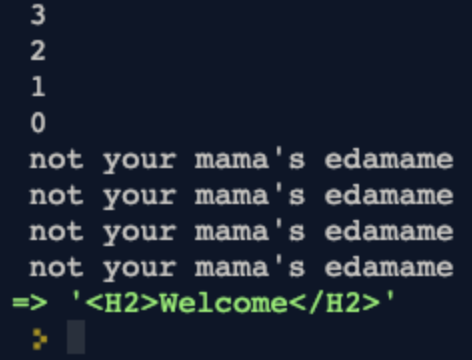 3
2
1
0
not your mama's edamame
not your mama's edamame
not your mama's edamame
not your mama's edamame
=> '<H2>Welcome</H2>'
>